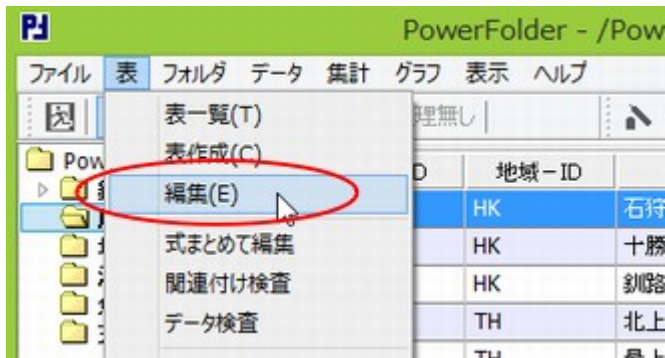 PowerFolder - /Pow
ファイル 表 フォルダ データ 集計 グラフ 表示 ヘルプ
表一覧(T)
表作成(C)
編集(E)
式まとめて編集
関連付け検査
データ検査
理無し
Pow
D 地域-ID
HK 石狩
HK 十勝
HK 釧路
TH 北上
TH 最上